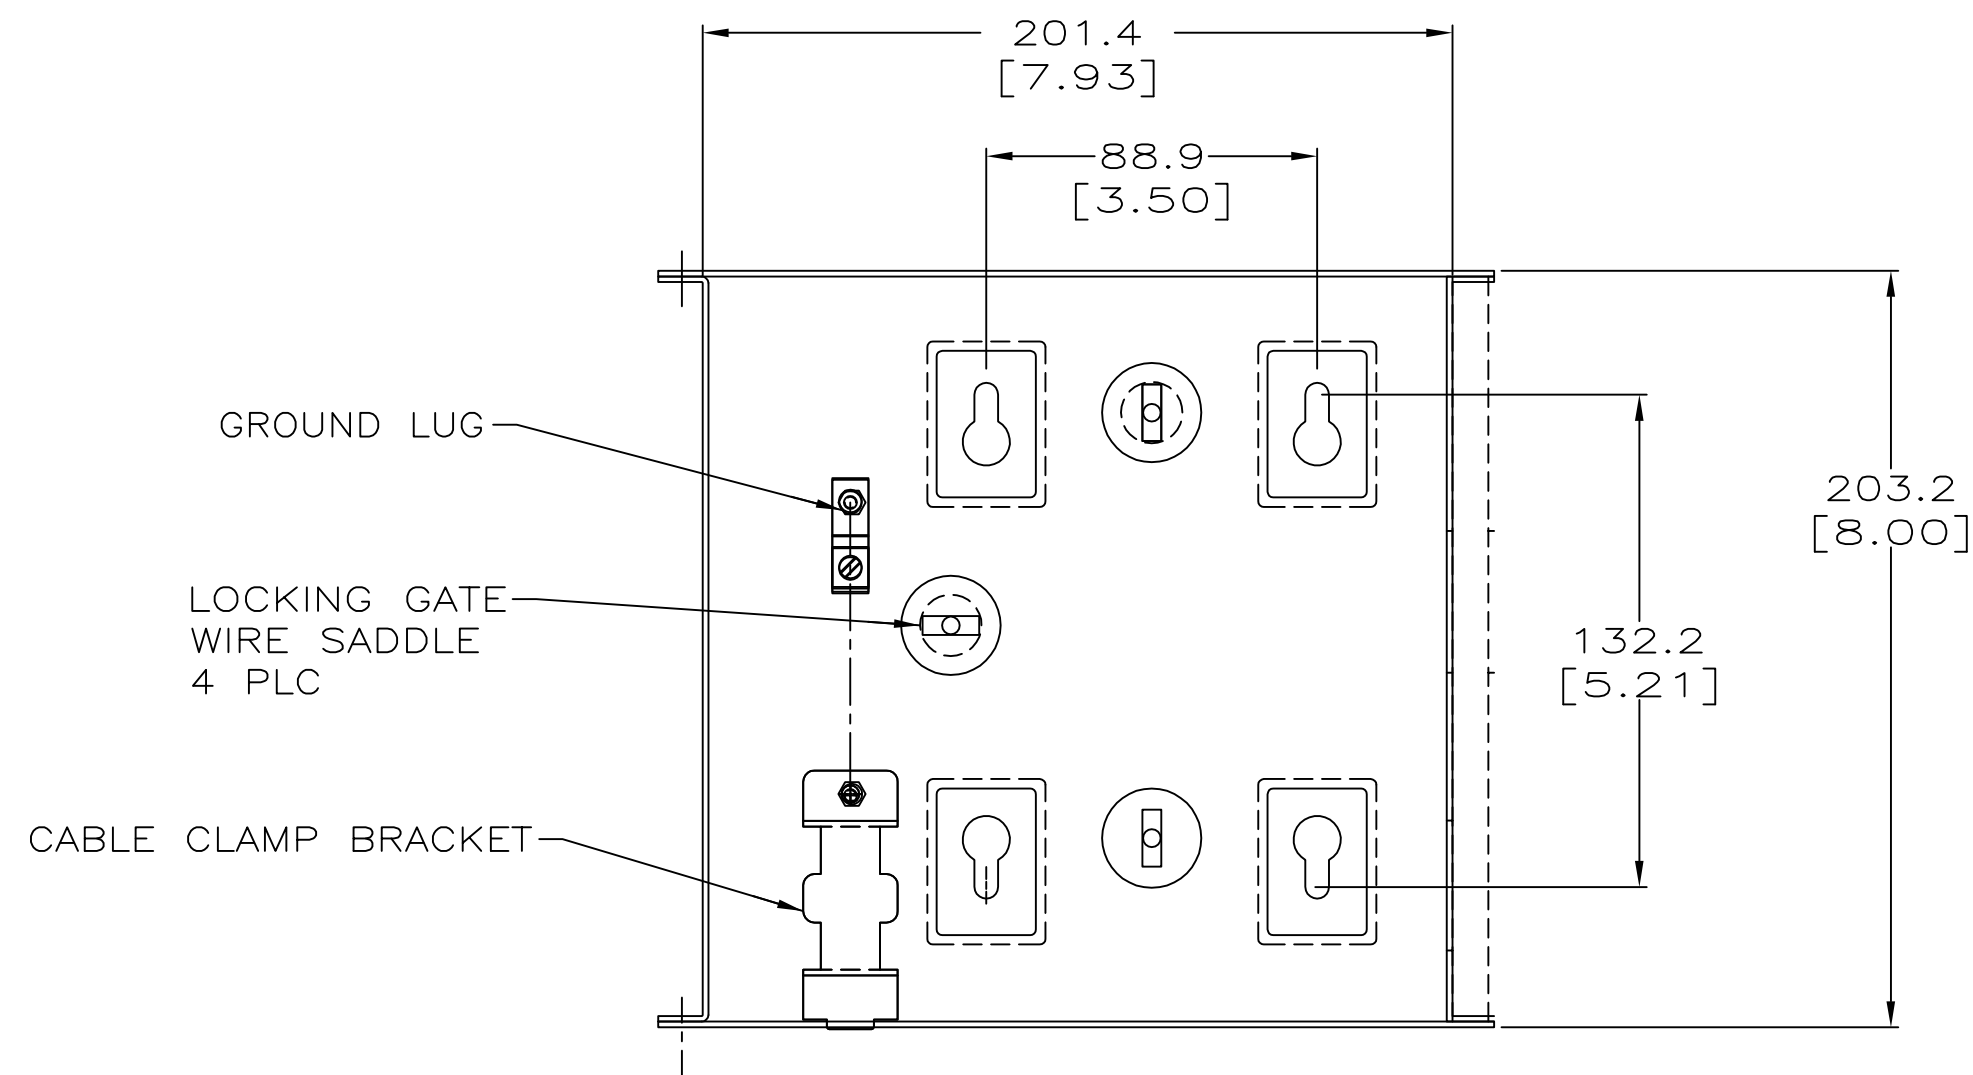 201.4
[7.93]
88.9
[3.50]
GROUND LUG
203.2
[8.00]
LOCKING GATE
WIRE SADDLE
4 PLC
132.2
[5.21]
CABLE CLAMP BRACKET